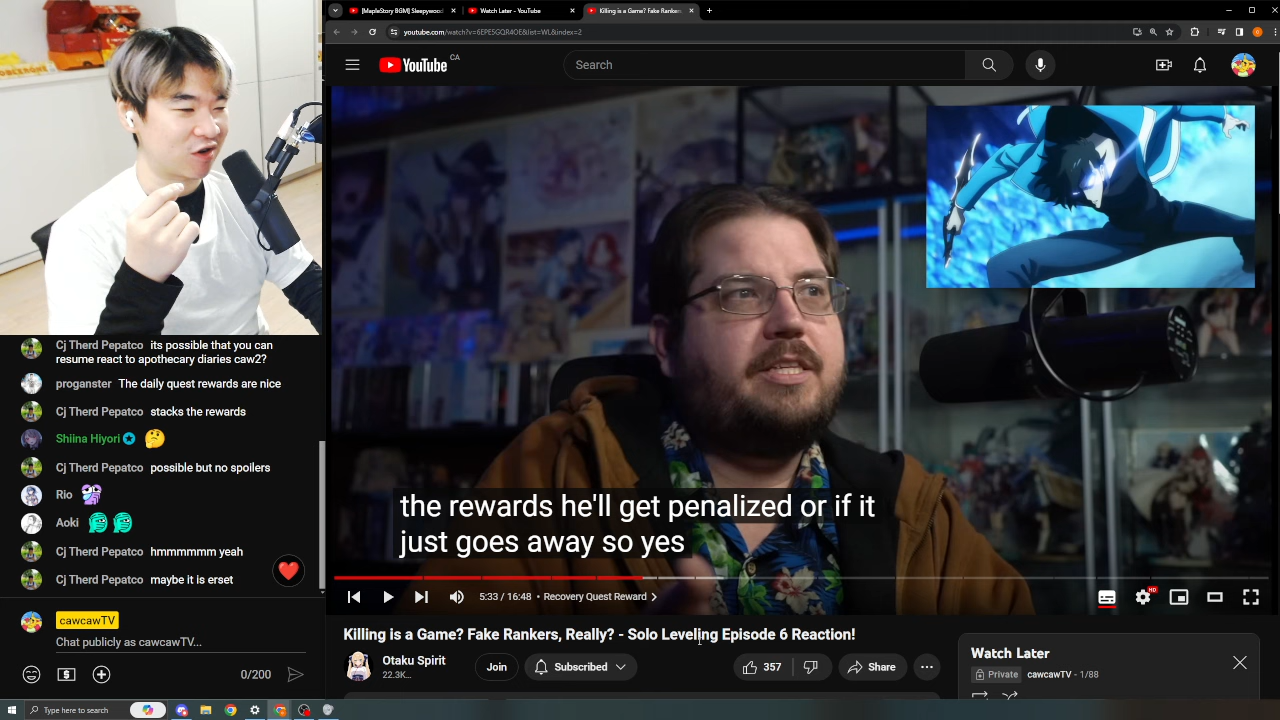 [MapleStory BGM] Sleepywood
Watch Later - YouTube
Killing is a Game? Fake Rankers,
youtube.com/watch?v=6EPE5GQR4OE&list=WL&index=2
YouTube CA
Search
the rewards he'll get penalized or if it
just goes away so yes
5:33 / 16:48 • Recovery Quest Reward
HD
Killing is a Game? Fake Rankers, Really? - Solo Leveling Episode 6 Reaction!
Otaku Spirit
22.3K...
Join
Subscribed
357
Share
Watch Later
Private cawcawTV - 1/88
Cj Therd Pepatco its possible that you can
resume react to apothecary diaries caw2?
proganster The daily quest rewards are nice
Cj Therd Pepatco stacks the rewards
Shiina Hiyori
Cj Therd Pepatco possible but no spoilers
Rio
Aoki
Cj Therd Pepatco hmmmmmm yeah
Cj Therd Pepatco maybe it is erset
cawcawTV
Chat publicly as cawcawTV...
0/200
Type here to search